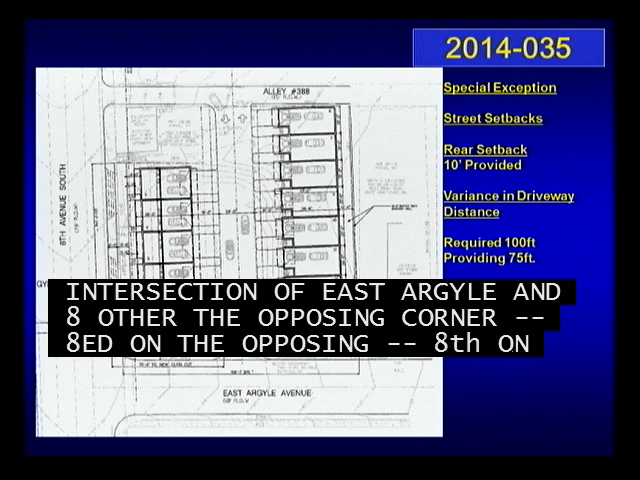 2014-035
Special Exception
Street Setbacks
Rear Setback
10' Provided
Variance in Driveway
Distance
Required 100ft
Providing 75ft.
ALLEY #388
8TH AVENUE SOUTH
INTERSECTION OF EAST ARGYLE AND
8 OTHER THE OPPOSING CORNER --
8ED ON THE OPPOSING -- 8th ON
EAST ARGYLE AVENUE